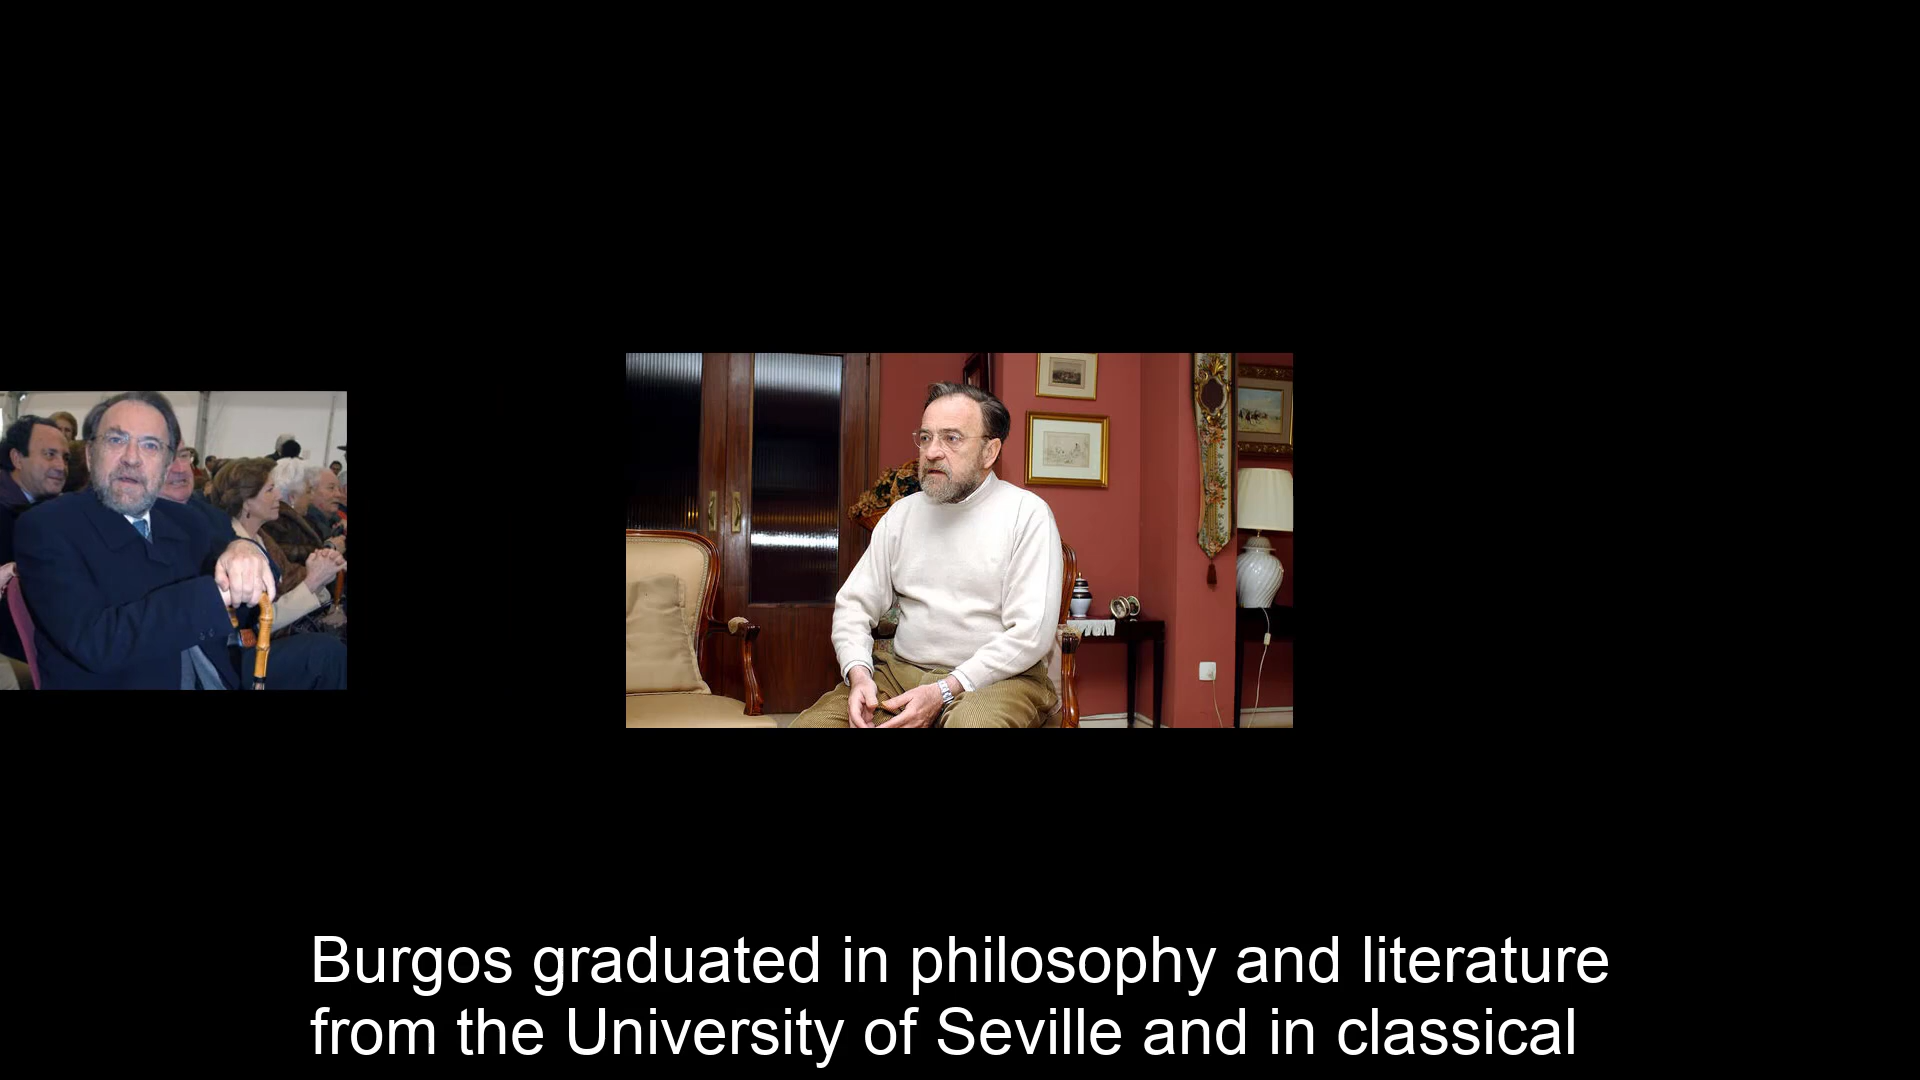 Burgos graduated in philosophy and literature
from the University of Seville and in classical